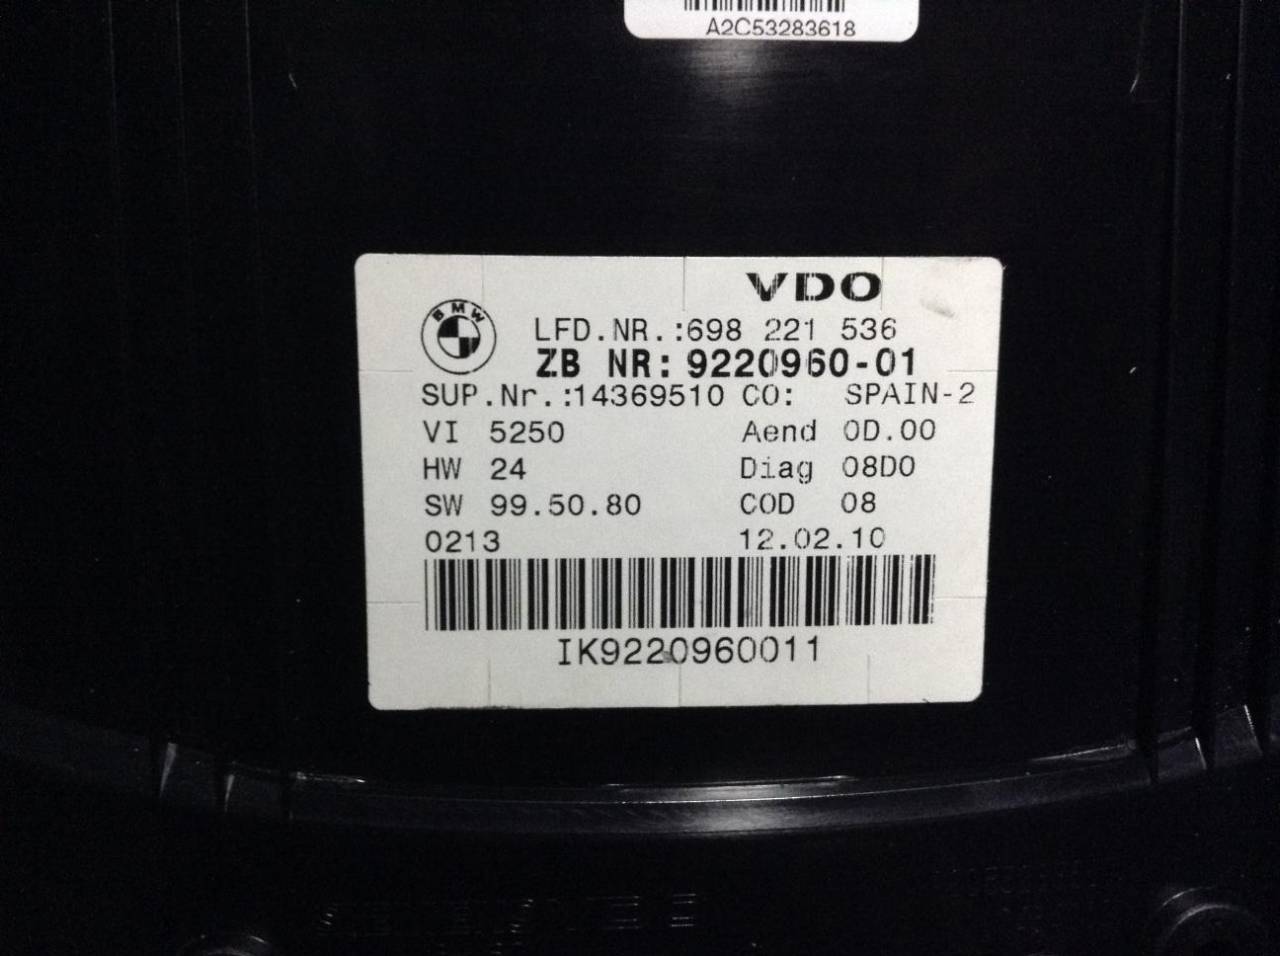 A2C53283618
VDO
BMW
LFD.NR.:698 221 536
ZB NR: 9220960-01
SUP.Nr.:14369510 CO: SPAIN-2
VI 5250 Aend 0D.00
HW 24 Diag 08D0
SW 99.50.80 COD 08
0213 12.02.10
IK9220960011